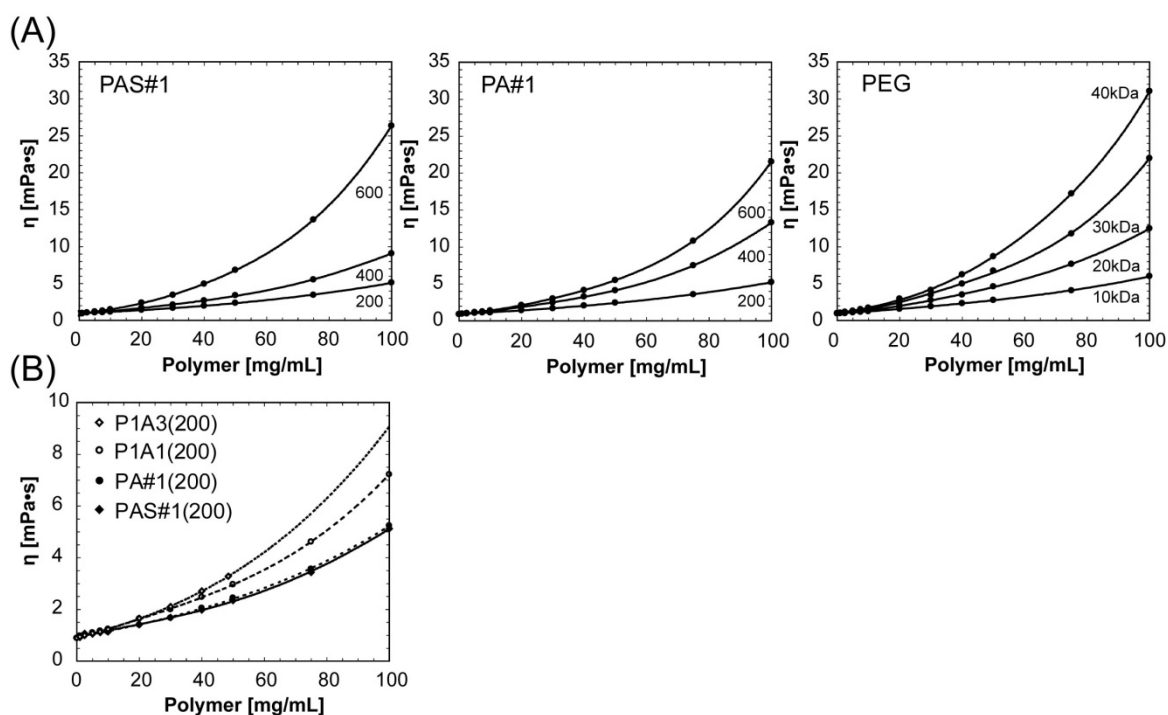 (A)
PAS#1
35
30
25
20
15
10
5
0
η [mPa•s]
600
400
200
0 20 40 60 80 100
Polymer [mg/mL]
PA#1
35
30
25
20
15
10
5
0
η [mPa•s]
600
400
200
0 20 40 60 80 100
Polymer [mg/mL]
PEG
35
30
25
20
15
10
5
0
η [mPa•s]
40kDa
30kDa
20kDa
10kDa
0 20 40 60 80 100
Polymer [mg/mL]
(B)
10
8
6
4
2
0
η [mPa•s]
P1A3(200)
P1A1(200)
PA#1(200)
PAS#1(200)
0 20 40 60 80 100
Polymer [mg/mL]